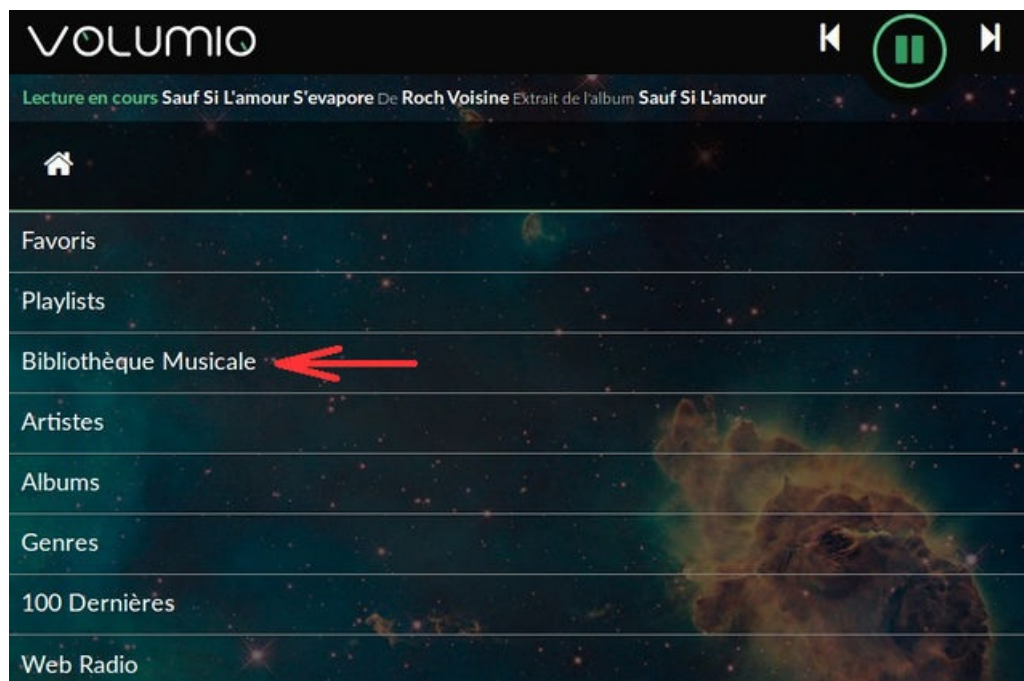 VOLUMIO
Lecture en cours Sauf Si L'amour S'evapore De Roch Voisine Extrait de l'album Sauf Si L'amour
Favoris
Playlists
Bibliothèque Musicale
Artistes
Albums
Genres
100 Dernières
Web Radio